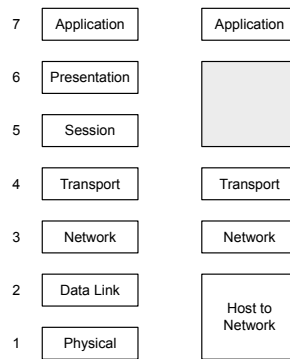 7 Application Application
6 Presentation
5 Session
4 Transport Transport
3 Network Network
2 Data Link
Host to
Network
1 Physical